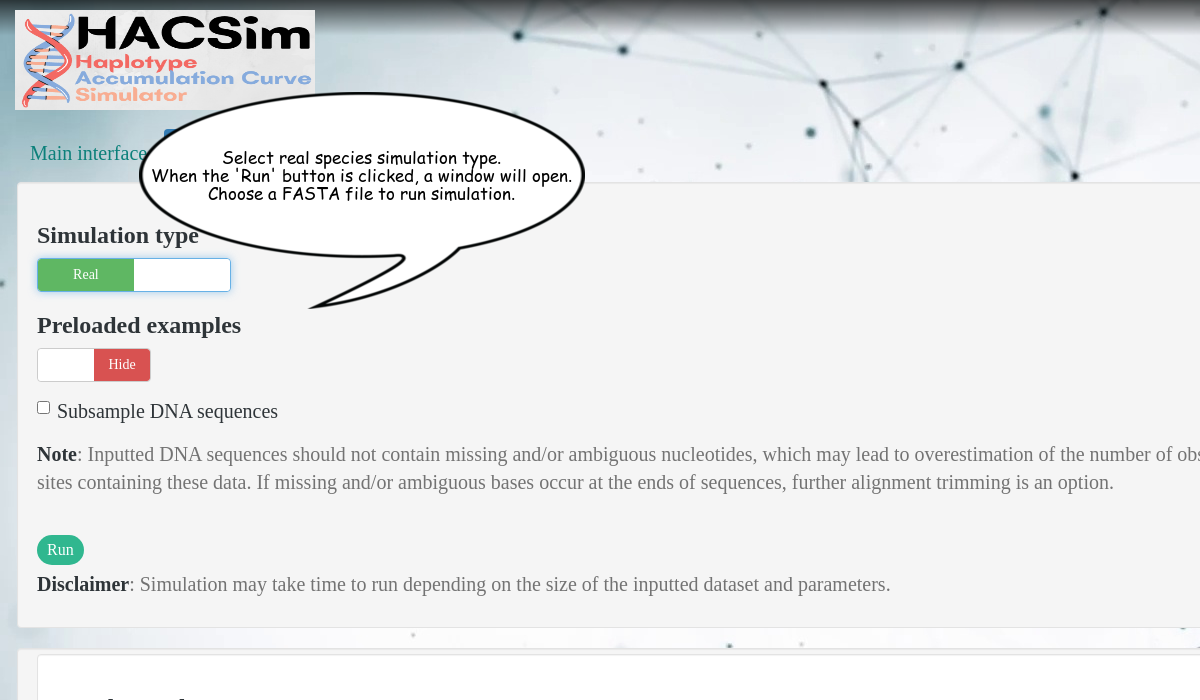 HACSim
Haplotype
Accumulation Curve
Simulator
Main interface
Select real species simulation type.
When the 'Run' button is clicked, a window will open.
Choose a FASTA file to run simulation.
Simulation type
Real
Preloaded examples
Hide
Subsample DNA sequences
Note: Inputted DNA sequences should not contain missing and/or ambiguous nucleotides, which may lead to overestimation of the number of
sites containing these data. If missing and/or ambiguous bases occur at the ends of sequences, further alignment trimming is an option.
Run
Disclaimer: Simulation may take time to run depending on the size of the inputted dataset and parameters.